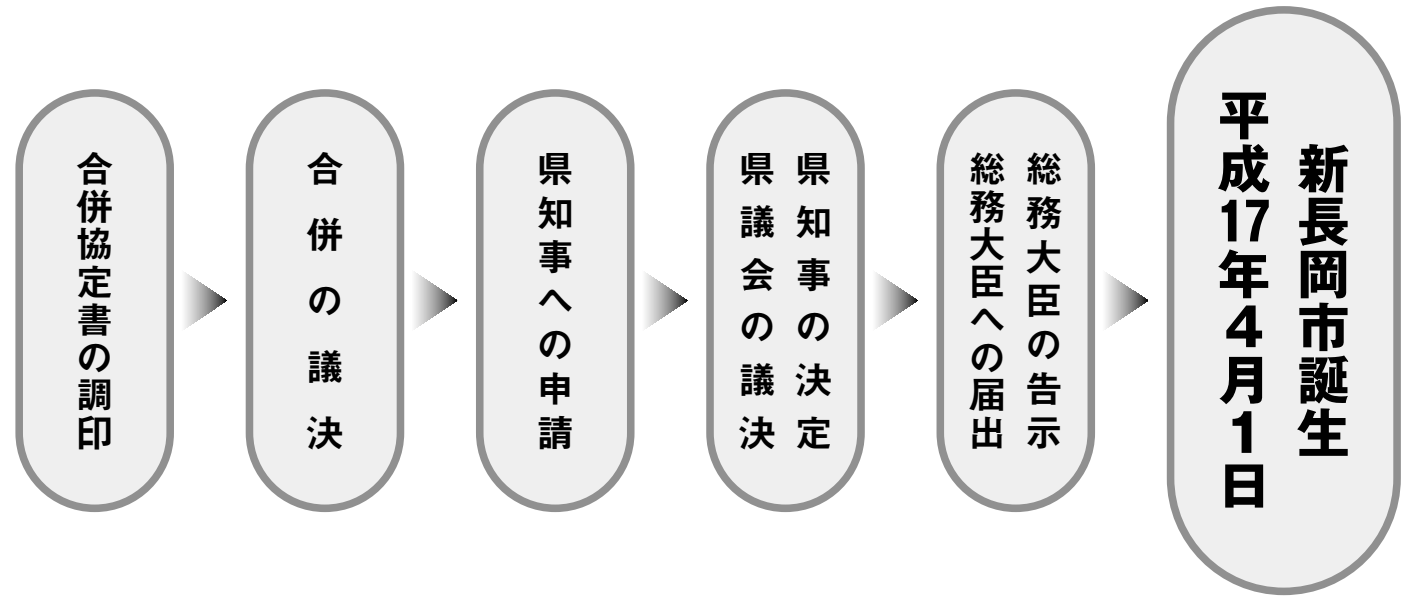 合併協定書の調印
合併の議決
県知事への申請
県知事の決定
県議会の議決
総務大臣の告示
総務大臣への届出
新長岡市誕生
平成17年4月1日